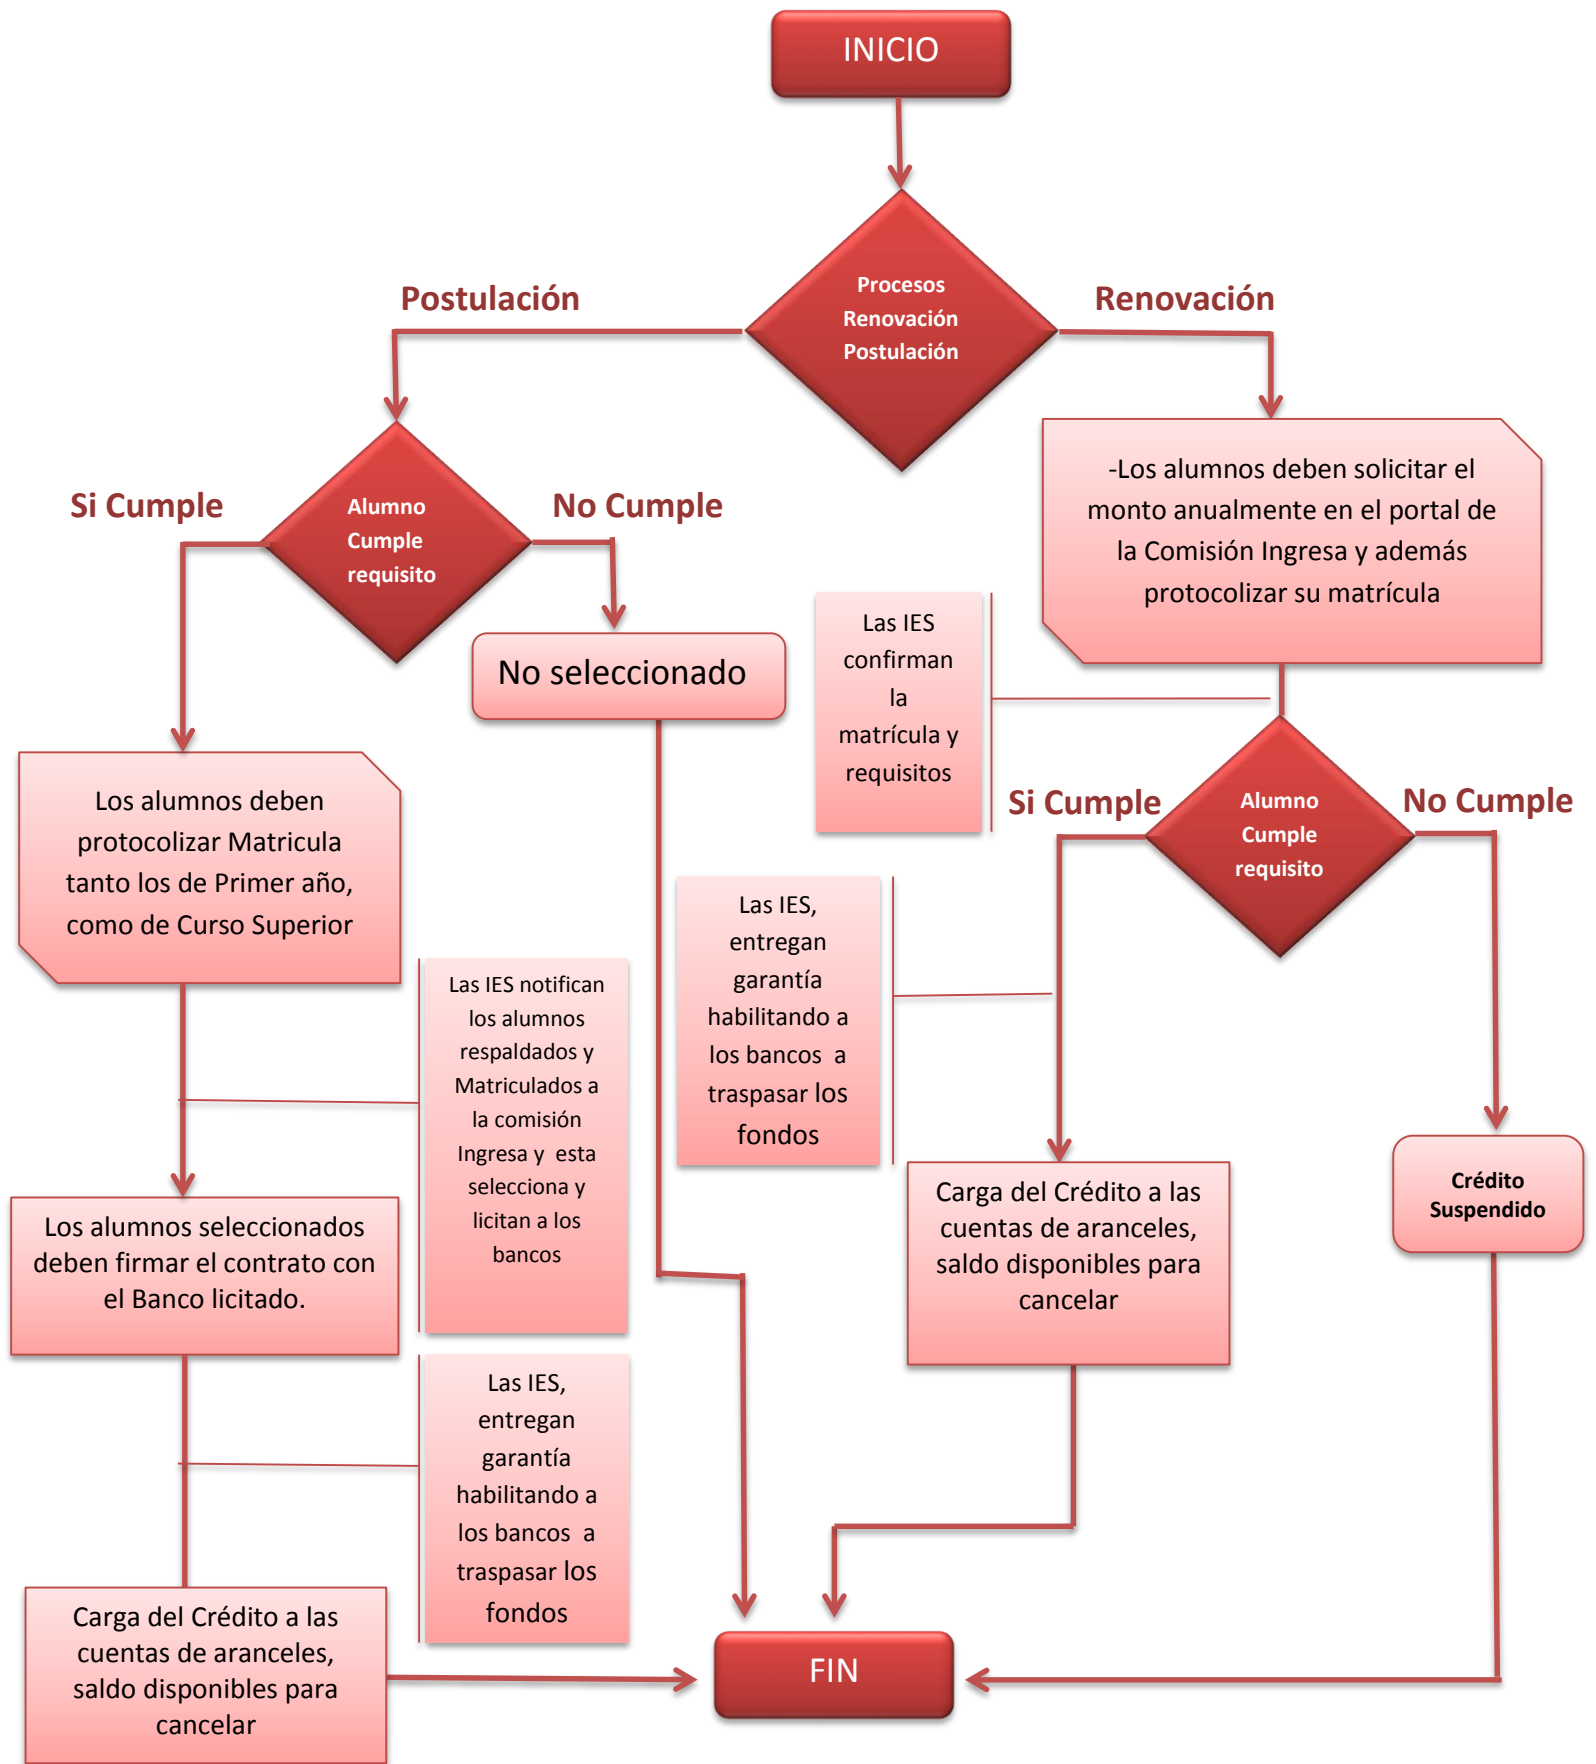 INICIO
Procesos
Renovación
Postulación
Postulación
Renovación
Alumno
Cumple
requisito
Si Cumple
No Cumple
No seleccionado
-Los alumnos deben solicitar el
monto anualmente en el portal de
la Comisión Ingresa y además
protocolizar su matrícula
Las IES
confirman
la
matrícula y
requisitos
Alumno
Cumple
requisito
Si Cumple
No Cumple
Los alumnos deben
protocolizar Matricula
tanto los de Primer año,
como de Curso Superior
Las IES notifican
los alumnos
respaldados y
Matriculados a
la comisión
Ingresa y  esta
selecciona y
licitan a los
bancos
Las IES,
entregan
garantía
habilitando a
los bancos  a
traspasar los
fondos
Los alumnos seleccionados
deben firmar el contrato con
el Banco licitado.
Carga del Crédito a las
cuentas de aranceles,
saldo disponibles para
cancelar
Crédito
Suspendido
Las IES,
entregan
garantía
habilitando a
los bancos  a
traspasar los
fondos
Carga del Crédito a las
cuentas de aranceles,
saldo disponibles para
cancelar
FIN